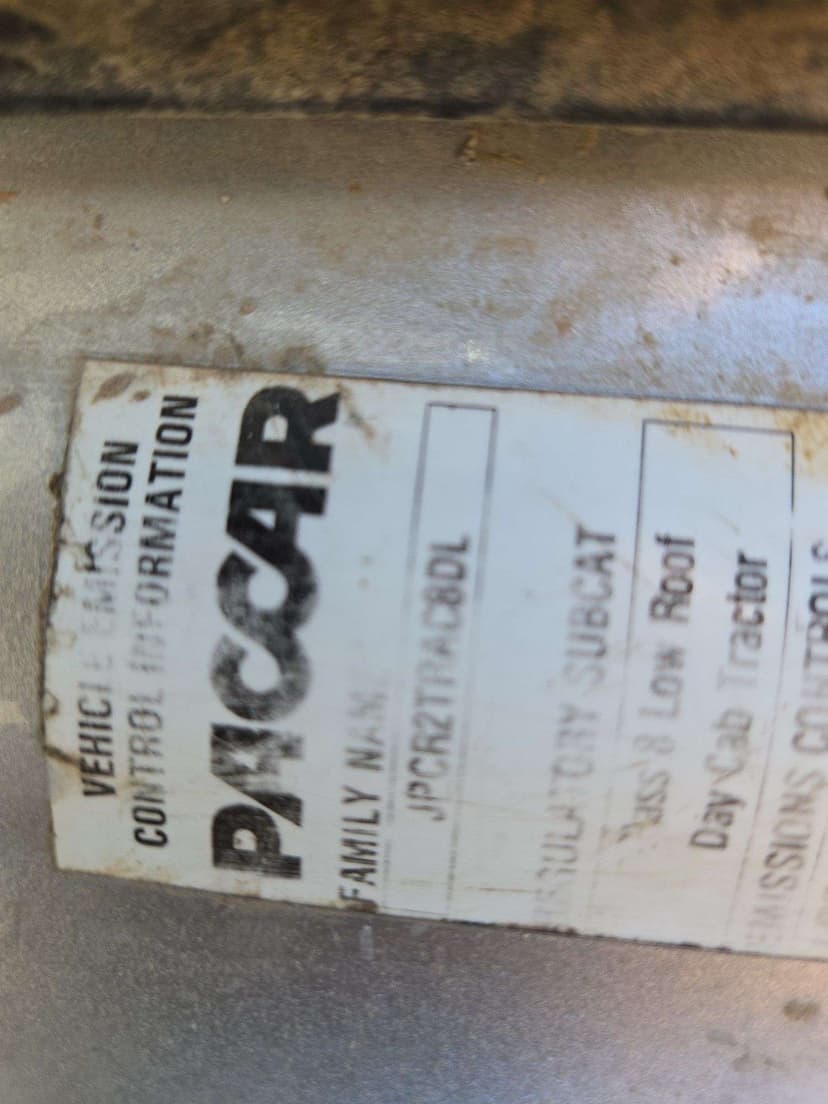 VEHICLE EMISSION
CONTROL INFORMATION
PACCAR
FAMILY NAME
JPCR2TRAC8DL
REGULATORY SUBCAT
Class 8 Low Roof
Day Cab Tractor
EMISSIONS CONTROLS